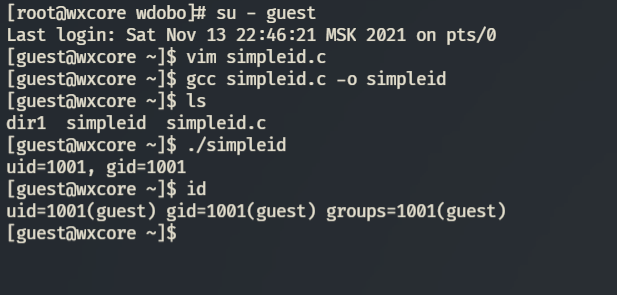 [root@wxcore wdobo]# su - guest
Last login: Sat Nov 13 22:46:21 MSK 2021 on pts/0
[guest@wxcore ~]$ vim simpleid.c
[guest@wxcore ~]$ gcc simpleid.c -o simpleid
[guest@wxcore ~]$ ls
dir1  simpleid  simpleid.c
[guest@wxcore ~]$ ./simpleid
uid=1001, gid=1001
[guest@wxcore ~]$ id
uid=1001(guest) gid=1001(guest) groups=1001(guest)
[guest@wxcore ~]$